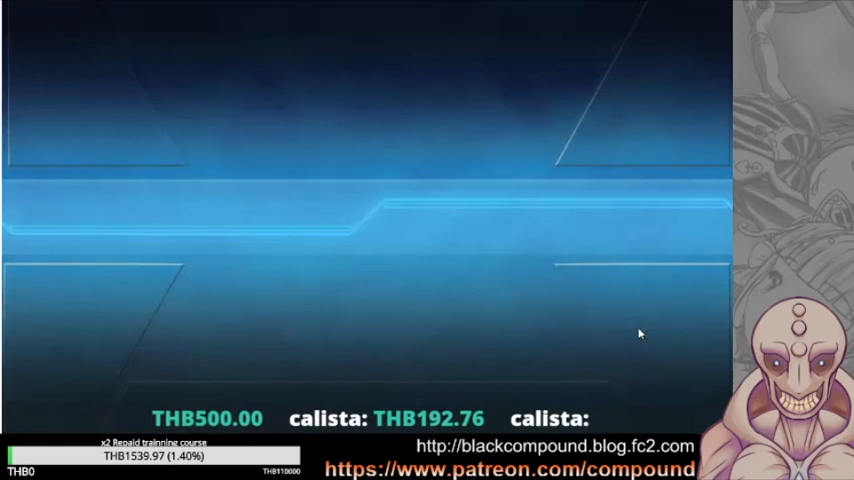 THB500.00 calista: THB192.76 calista:
x2 Repaid trainning course
THB1539.97 (1.40%)
THB0 THB110000
http://blackcompound.blog.fc2.com
https://www.patreon.com/compound